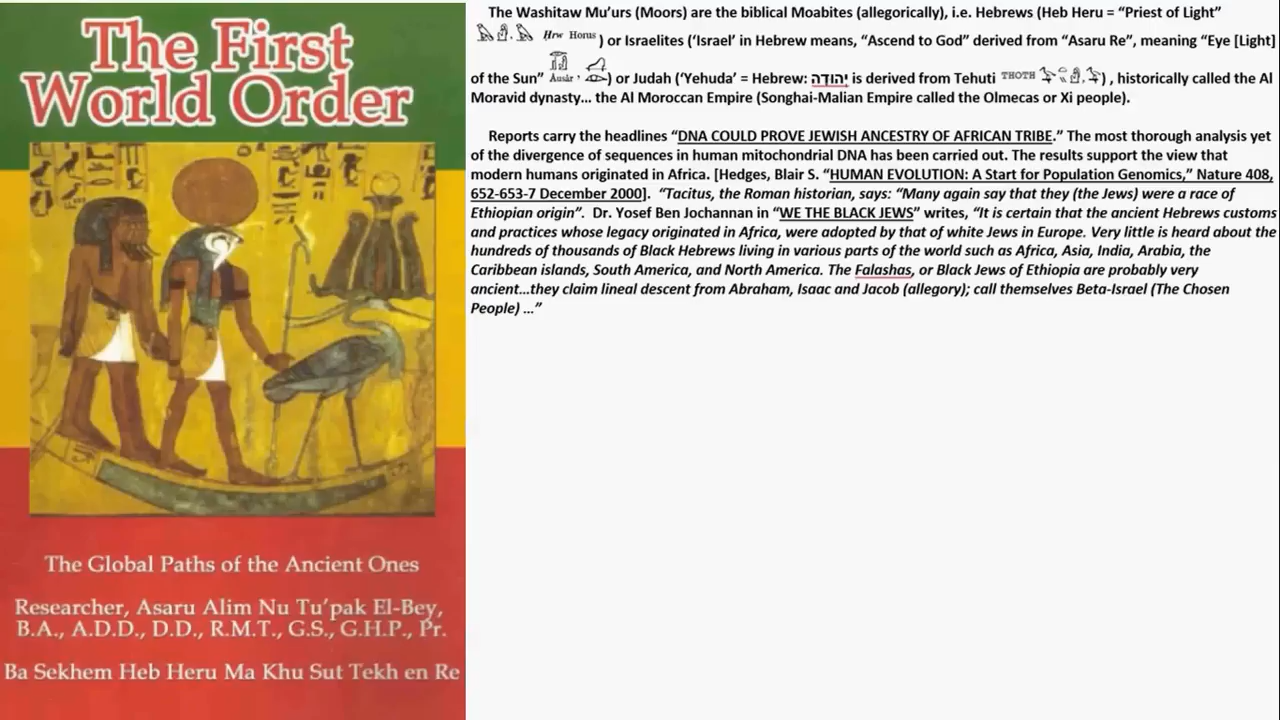 The First
World Order
The Global Paths of the Ancient Ones
Researcher, Asaru Alim Nu Tu'pak El-Bey,
B.A., A.D.D., D.D., R.M.T., G.S., G.H.P., Pr.
Ba Sekhem Heb Heru Ma Khu Sut Tekh en Re
The Washitaw Mu’urs (Moors) are the biblical Moabites (allegorically), i.e. Hebrews (Heb Heru = “Priest of Light”
Ḥrw Horus ) or Israelites (‘Israel’ in Hebrew means, “Ascend to God” derived from “Asaru Re”, meaning “Eye [Light]
of the Sun” Ausàr , ) or Judah (‘Yehuda’ = Hebrew: יהודה is derived from Tehuti THOTH ) , historically called the Al
Moravid dynasty… the Al Moroccan Empire (Songhai-Malian Empire called the Olmecas or Xi people).
Reports carry the headlines “DNA COULD PROVE JEWISH ANCESTRY OF AFRICAN TRIBE.” The most thorough analysis yet
of the divergence of sequences in human mitochondrial DNA has been carried out. The results support the view that
modern humans originated in Africa. [Hedges, Blair S. “HUMAN EVOLUTION: A Start for Population Genomics,” Nature 408,
652-653-7 December 2000]. “Tacitus, the Roman historian, says: “Many again say that they (the Jews) were a race of
Ethiopian origin”. Dr. Yosef Ben Jochannan in “WE THE BLACK JEWS” writes, “It is certain that the ancient Hebrews customs
and practices whose legacy originated in Africa, were adopted by that of white Jews in Europe. Very little is heard about the
hundreds of thousands of Black Hebrews living in various parts of the world such as Africa, Asia, India, Arabia, the
Caribbean islands, South America, and North America. The Falashas, or Black Jews of Ethiopia are probably very
ancient…they claim lineal descent from Abraham, Isaac and Jacob (allegory); call themselves Beta-Israel (The Chosen
People) …”